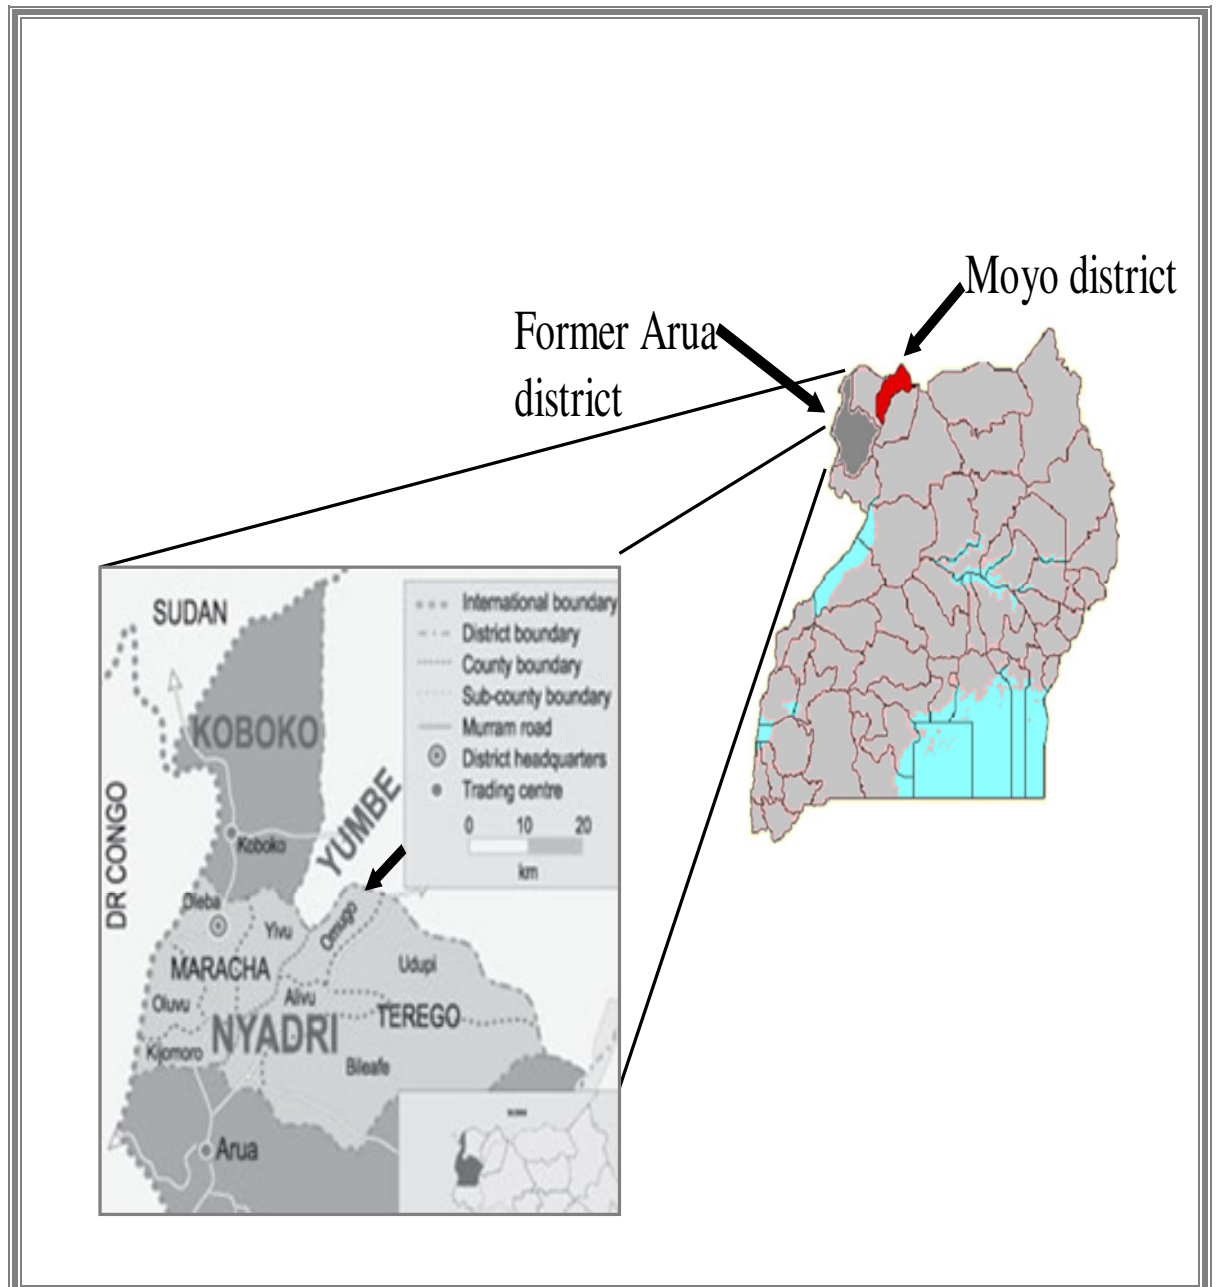 Moyo district
Former Arua
district
SUDAN
International boundary
District boundary
County boundary
Sub-county boundary
Murram road
District headquarters
Trading centre
0 10 20
km
KOBOKO
DR CONGO
YUMBE
Koboko
Oleba
Yivu
Omugo
MARACHA
Udupi
Oluvu
Alivu
TEREGO
NYADRI
Kijomoro
Bileafe
Arua